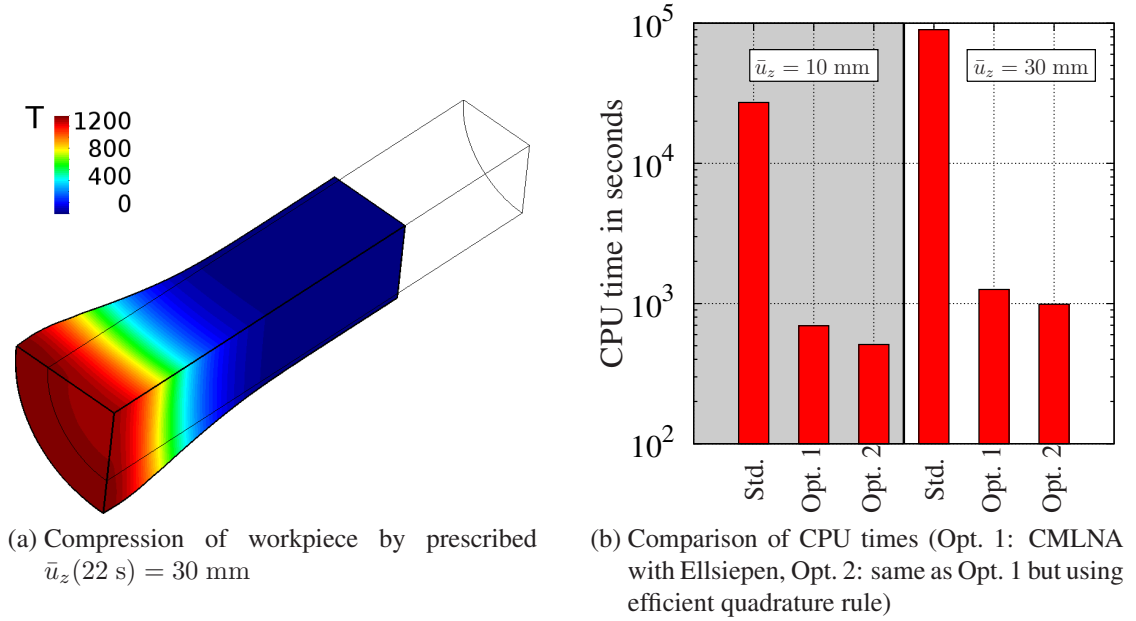 T
1200
800
400
0
(a) Compression of workpiece by prescribed
ūz(22 s) = 30 mm
CPU time in seconds
10^5
10^4
10^3
10^2
ūz = 10 mm
ūz = 30 mm
Std.
Opt. 1
Opt. 2
Std.
Opt. 1
Opt. 2
(b) Comparison of CPU times (Opt. 1: CMLNA
with Ellsiepen, Opt. 2: same as Opt. 1 but using
efficient quadrature rule)